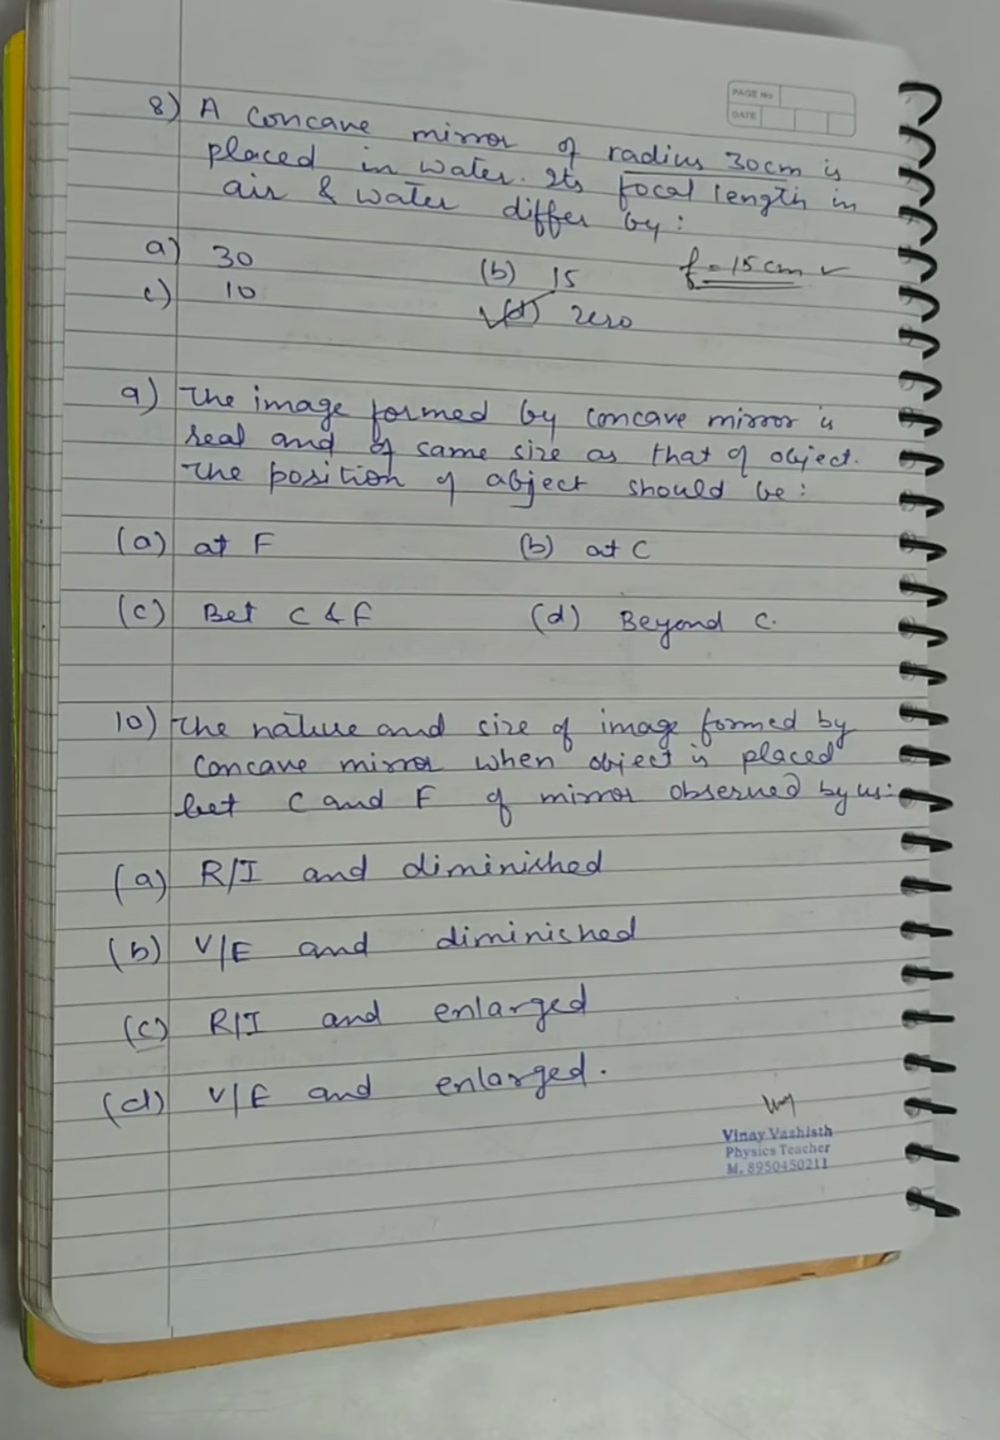 PAGE No
DATE
8) A Concave mirror of radius 30cm is
placed in water. Its focal length in
air & water differ by :
a) 30 (b) 15 f = 15 cm ✓
c) 10 ✓(d) zero
9) The image formed by concave mirror is
real and of same size as that of object.
The position of object should be :
(a) at F (b) at C
(c) Bet C & F (d) Beyond C.
10) The nature and size of image formed by
Concave mirror when object is placed
bet C and F of mirror observed by us:-
(a) R/I and diminished
(b) V/E and diminished
(c) R/I and enlarged
(d) V/E and enlarged.
Vinay Vashisth
Physics Teacher
M. 8950450211